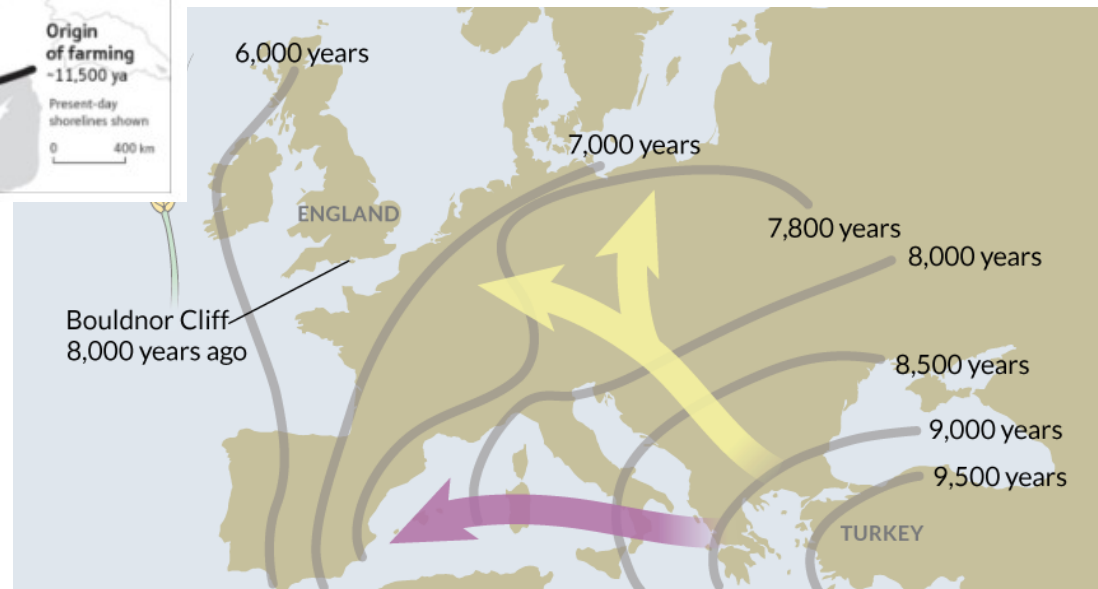 Origin
of farming
~11,500 ya
Present-day
shorelines shown
0 400 km
6,000 years
7,000 years
ENGLAND
7,800 years
8,000 years
Bouldnor Cliff
8,000 years ago
8,500 years
9,000 years
9,500 years
TURKEY